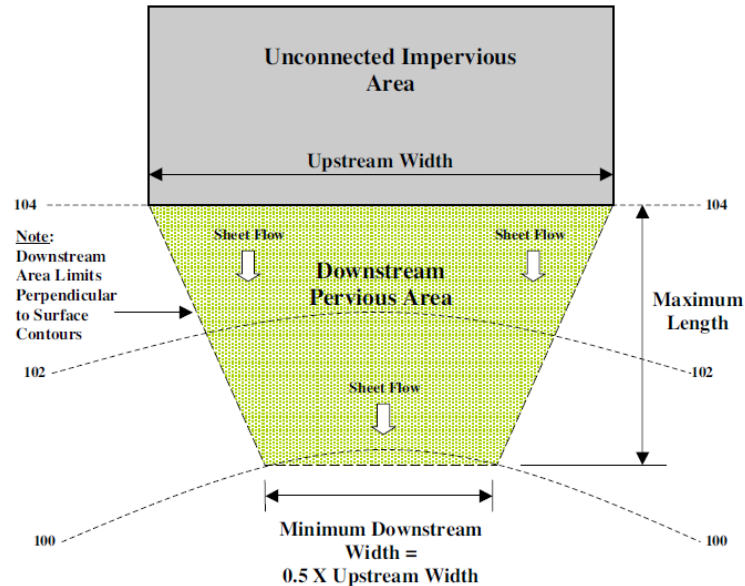 Unconnected Impervious
Area
Upstream Width
104
104
Note:
Downstream
Area Limits
Perpendicular
to Surface
Contours
Sheet Flow
Sheet Flow
Downstream
Pervious Area
Maximum
Length
102
102
Sheet Flow
100
100
Minimum Downstream
Width =
0.5 X Upstream Width